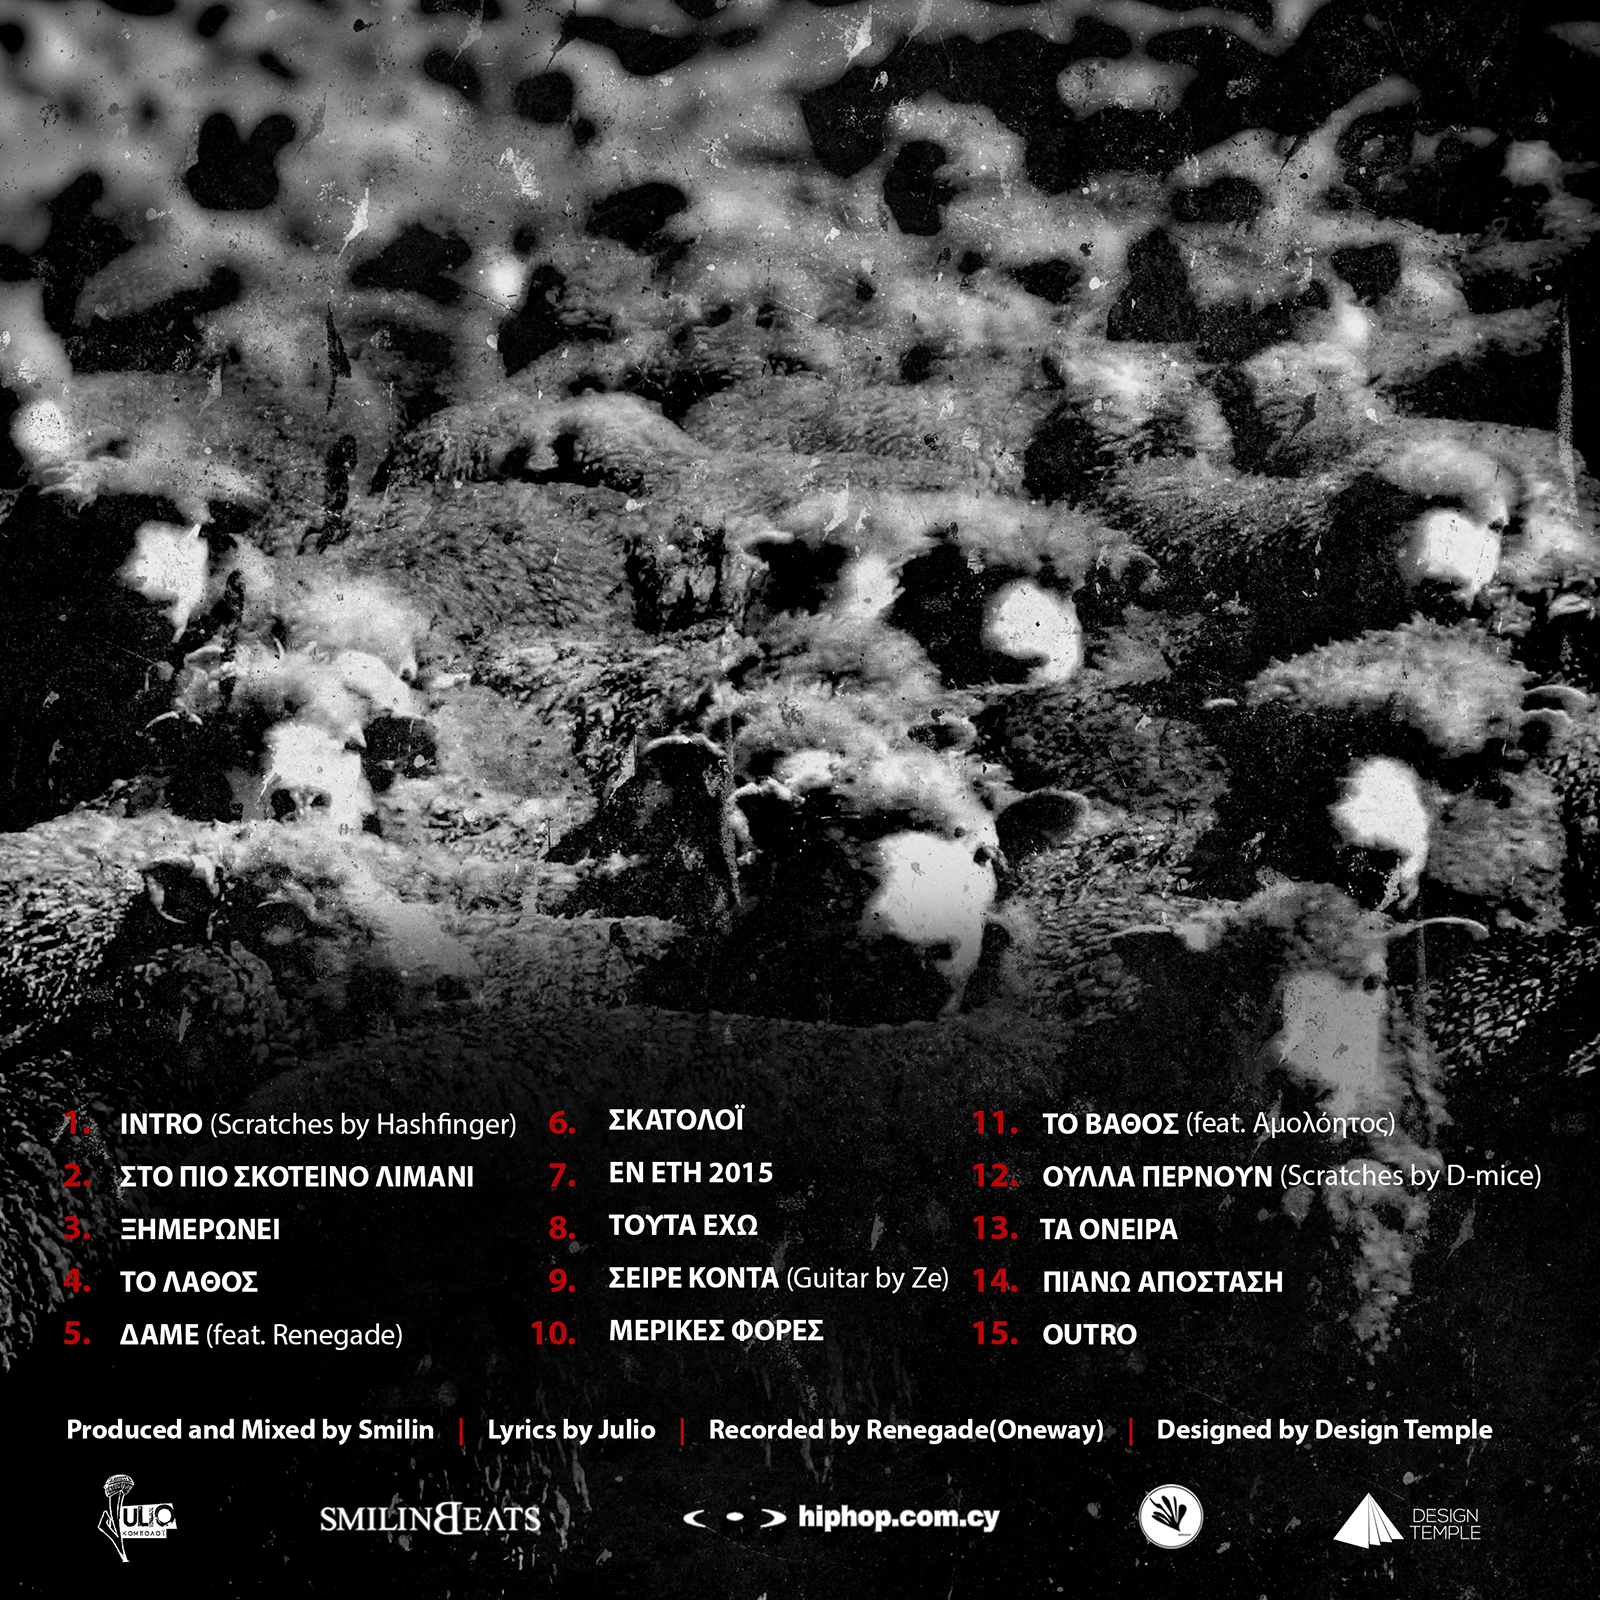 1. INTRO (Scratches by Hashfinger)
2. ΣΤΟ ΠΙΟ ΣΚΟΤΕΙΝΟ ΛΙΜΑΝΙ
3. ΞΗΜΕΡΩΝΕΙ
4. ΤΟ ΛΑΘΟΣ
5. ΔΑΜΕ (feat. Renegade)
6. ΣΚΑΤΟΛΟΪ
7. ΕΝ ΕΤΗ 2015
8. ΤΟΥΤΑ ΕΧΩ
9. ΣΕΙΡΕ ΚΟΝΤΑ (Guitar by Ze)
10. ΜΕΡΙΚΕΣ ΦΟΡΕΣ
11. ΤΟ ΒΑΘΟΣ (feat. Αμολόητος)
12. ΟΥΛΛΑ ΠΕΡΝΟΥΝ (Scratches by D-mice)
13. ΤΑ ΟΝΕΙΡΑ
14. ΠΙΑΝΩ ΑΠΟΣΤΑΣΗ
15. OUTRO
Produced and Mixed by Smilin | Lyrics by Julio | Recorded by Renegade(Oneway) | Designed by Design Temple
JULIO
ΚΟΜΠΟΛΟΪ
SMILINBEATS
hiphop.com.cy
DESIGN
TEMPLE